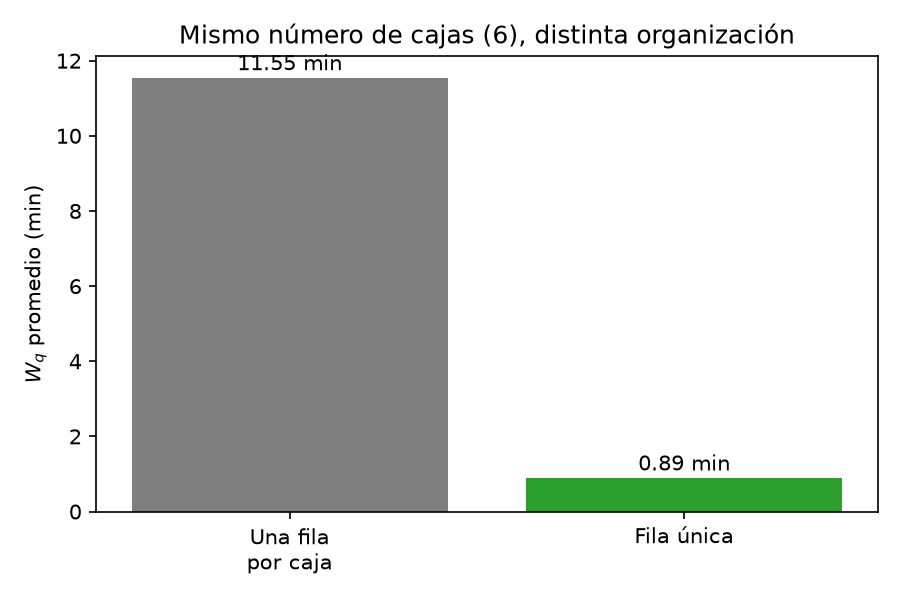 Mismo número de cajas (6), distinta organización
12
10
8
6
4
2
0
W_q promedio (min)
11.55 min
0.89 min
Una fila
por caja
Fila única